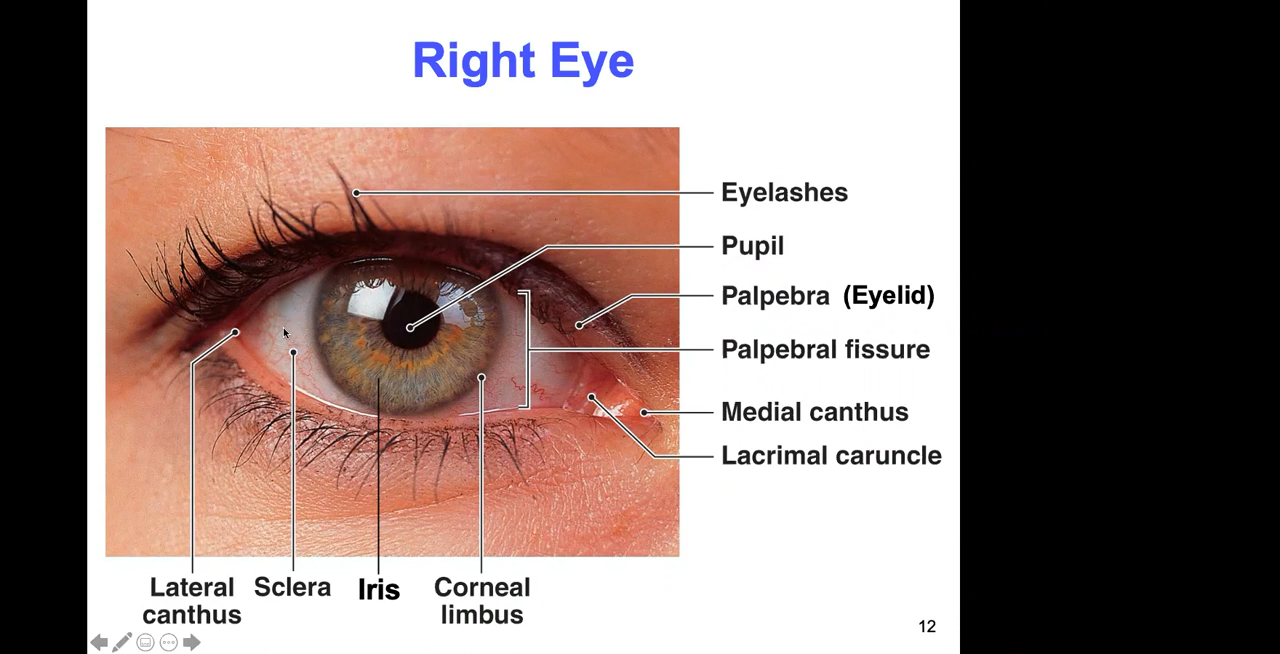 Right Eye
Eyelashes
Pupil
Palpebra (Eyelid)
Palpebral fissure
Medial canthus
Lacrimal caruncle
Lateral
canthus
Sclera
Iris
Corneal
limbus
12